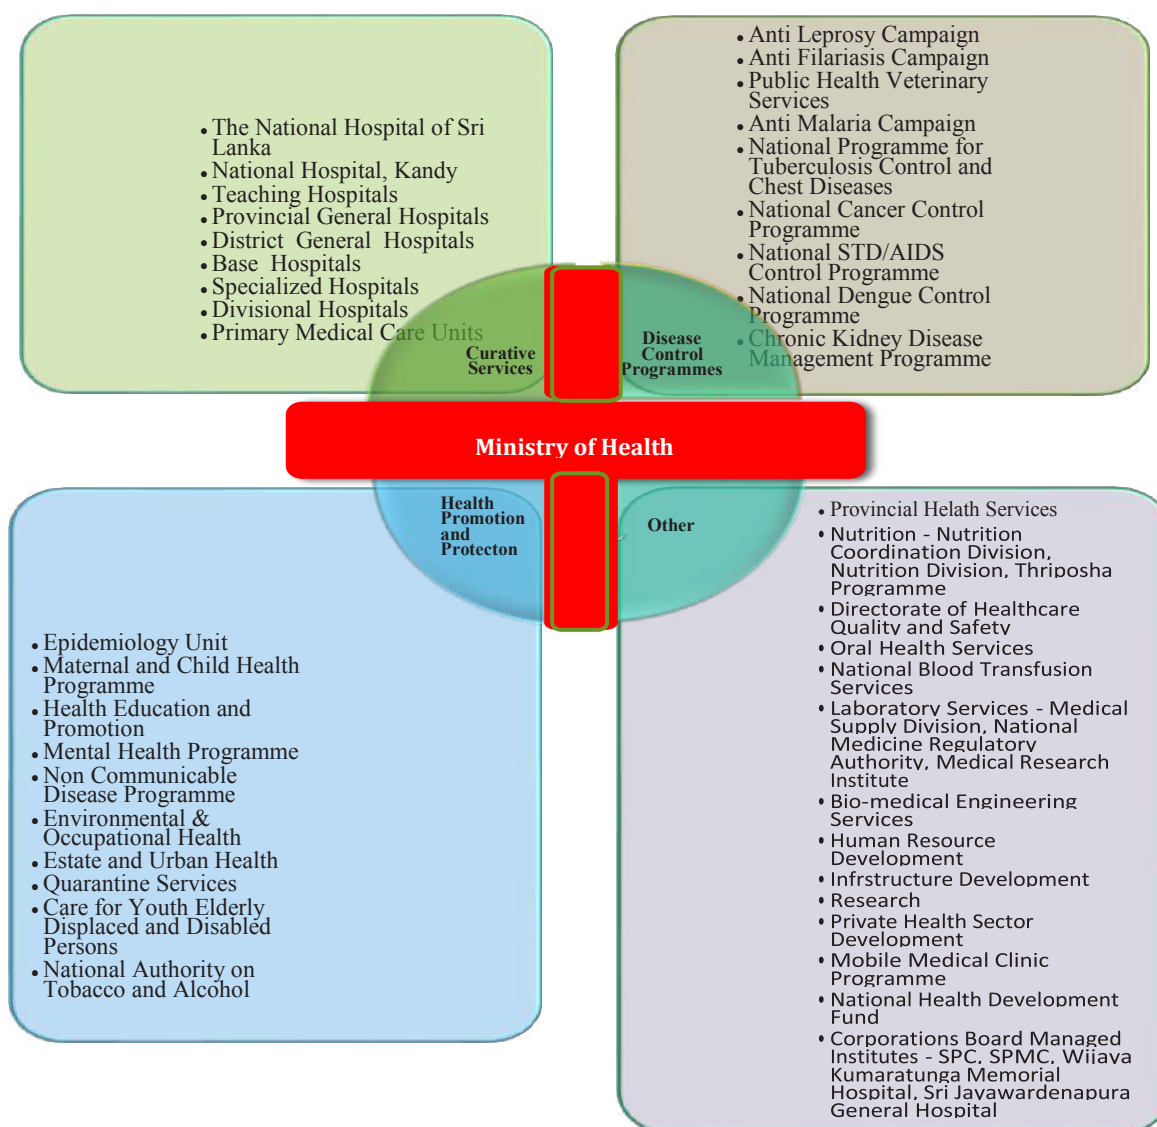 • The National Hospital of Sri
Lanka
• National Hospital, Kandy
• Teaching Hospitals
• Provincial General Hospitals
• District General Hospitals
• Base Hospitals
• Specialized Hospitals
• Divisional Hospitals
• Primary Medical Care Units
Curative
Services
• Anti Leprosy Campaign
• Anti Filariasis Campaign
• Public Health Veterinary
Services
• Anti Malaria Campaign
• National Programme for
Tuberculosis Control and
Chest Diseases
• National Cancer Control
Programme
• National STD/AIDS
Control Programme
• National Dengue Control
Programme
• Chronic Kidney Disease
Management Programme
Disease
Control
Programmes
Ministry of Health
Health
Promotion
and
Protecton
• Epidemiology Unit
• Maternal and Child Health
Programme
• Health Education and
Promotion
• Mental Health Programme
• Non Communicable
Disease Programme
• Environmental &
Occupational Health
• Estate and Urban Health
• Quarantine Services
• Care for Youth Elderly
Displaced and Disabled
Persons
• National Authority on
Tobacco and Alcohol
Other
• Provincial Helath Services
• Nutrition - Nutrition
Coordination Division,
Nutrition Division, Thriposha
Programme
• Directorate of Healthcare
Quality and Safety
• Oral Health Services
• National Blood Transfusion
Services
• Laboratory Services - Medical
Supply Division, National
Medicine Regulatory
Authority, Medical Research
Institute
• Bio-medical Engineering
Services
• Human Resource
Development
• Infrstructure Development
• Research
• Private Health Sector
Development
• Mobile Medical Clinic
Programme
• National Health Development
Fund
• Corporations Board Managed
Institutes - SPC, SPMC, Wijaya
Kumaratunga Memorial
Hospital, Sri Jayawardenapura
General Hospital